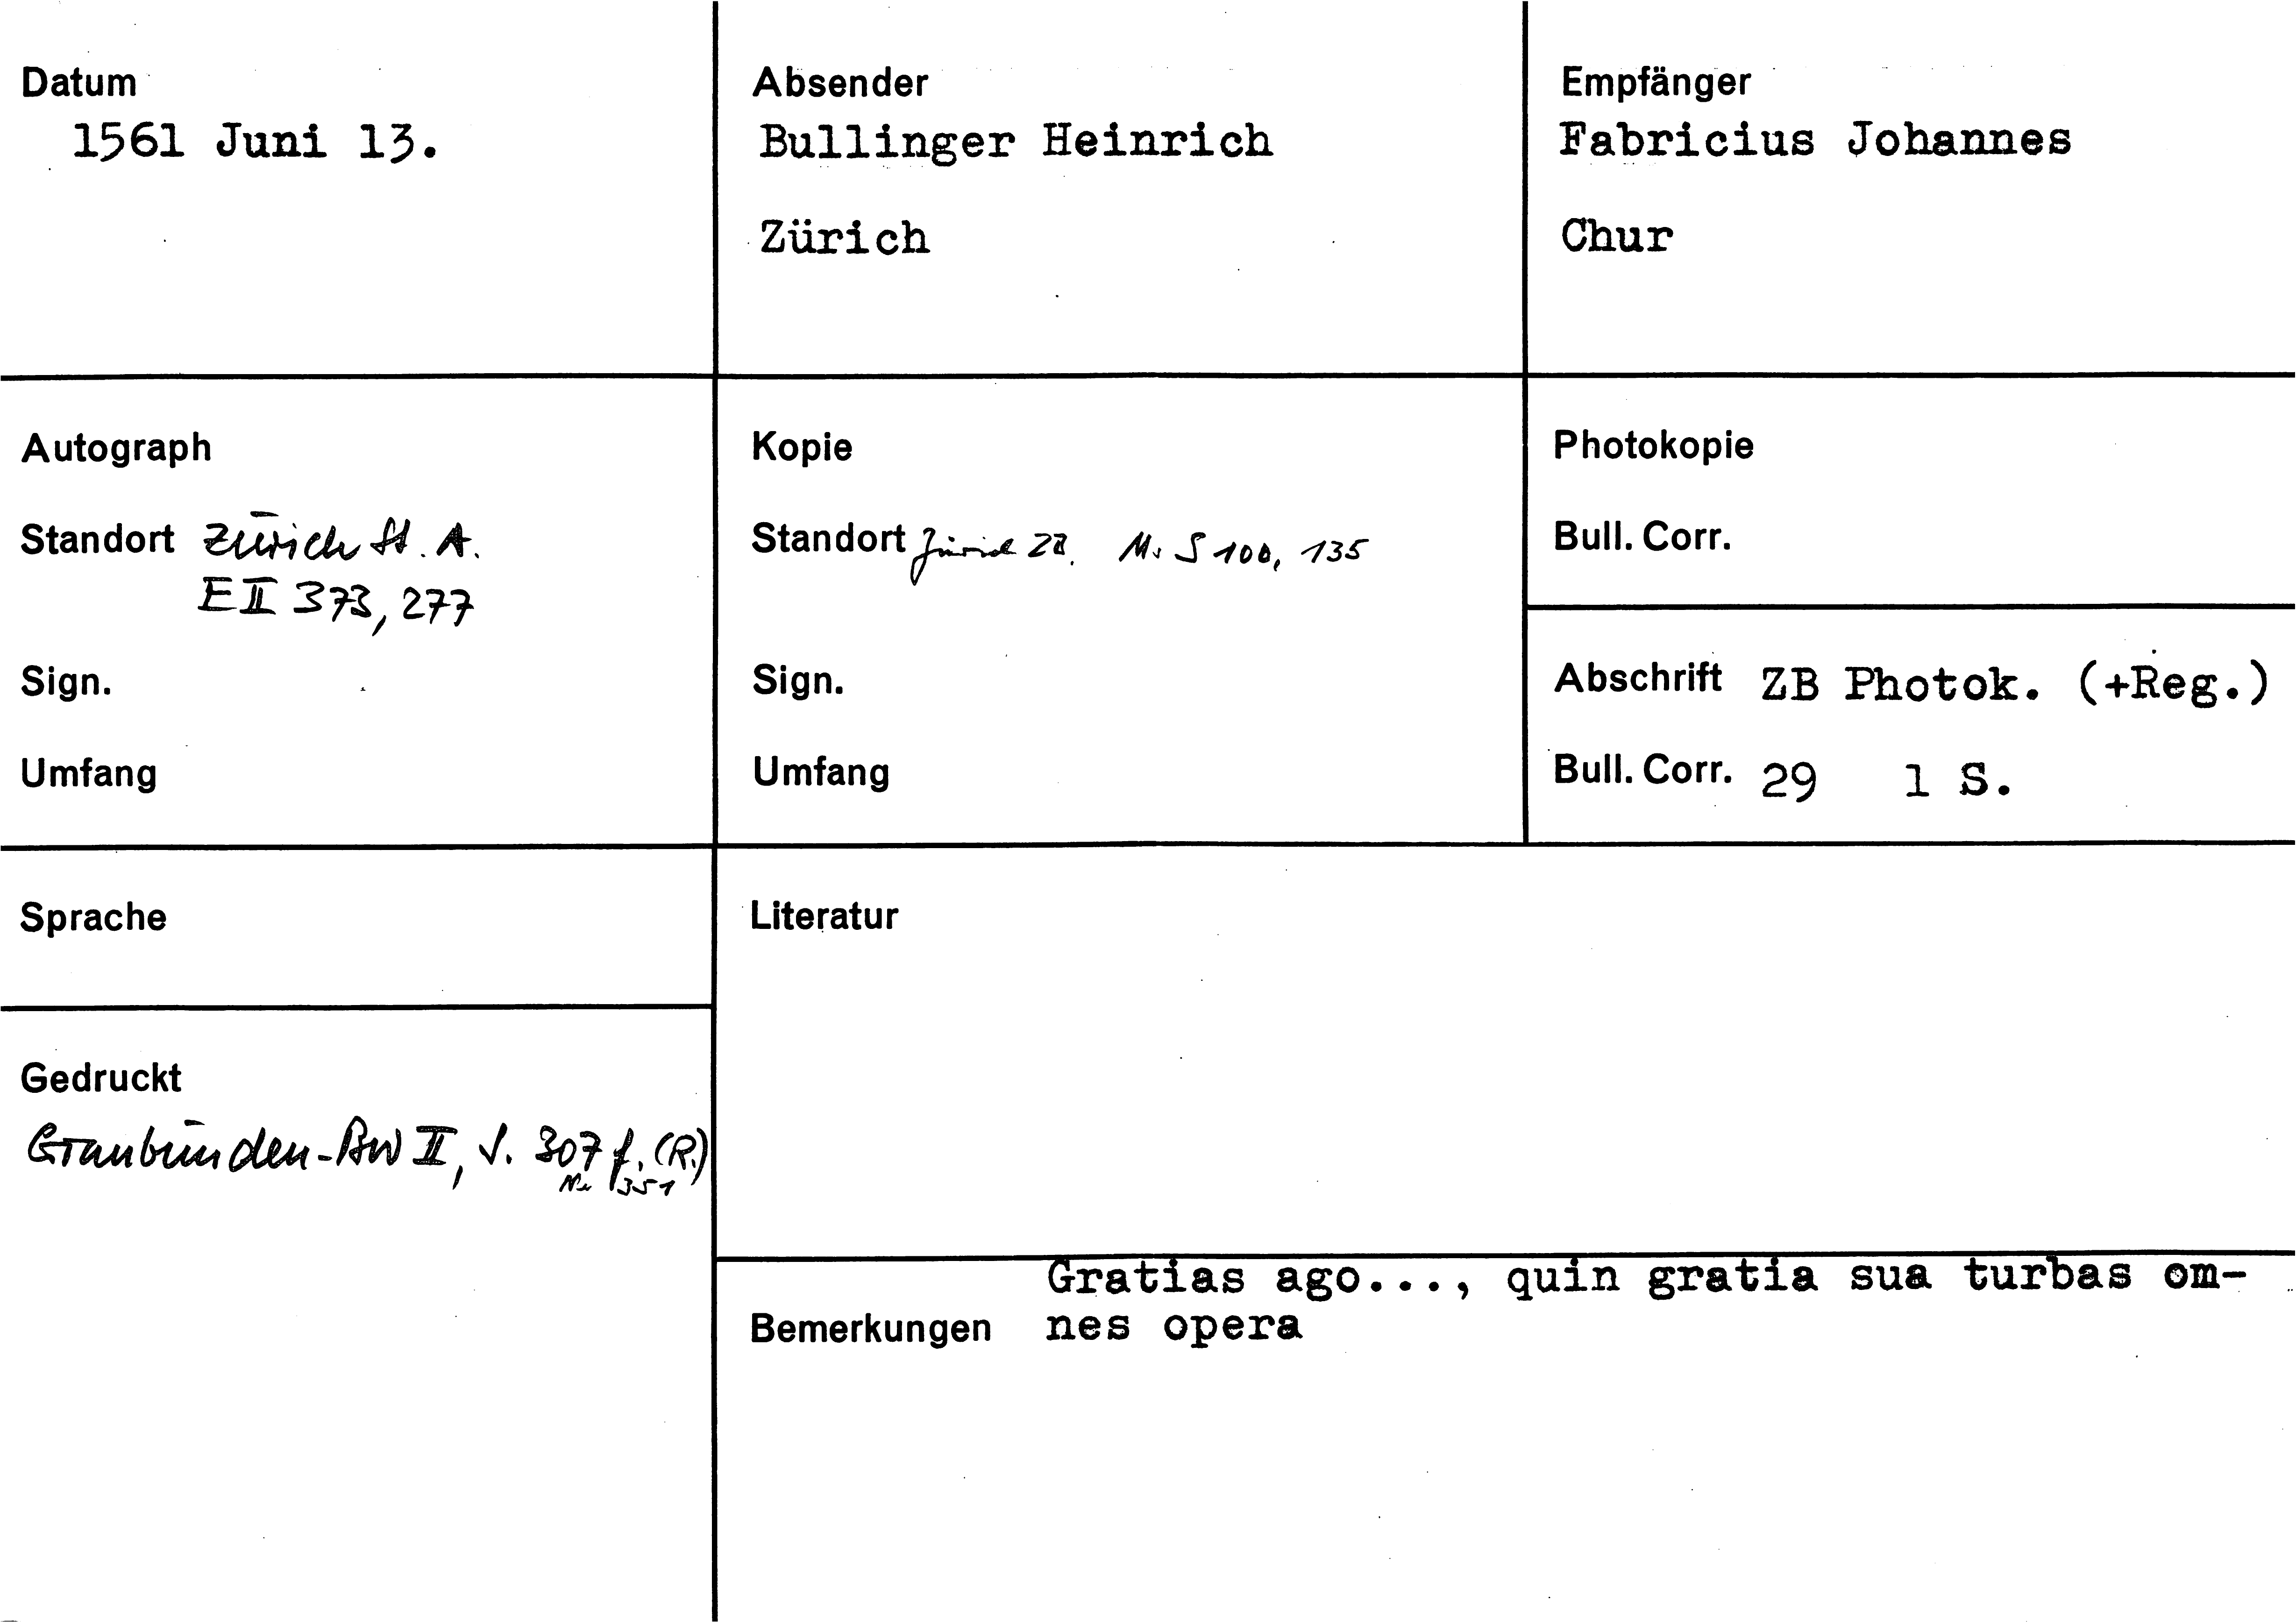 Datum
1561 Juni 13.
Absender
Bullinger Heinrich
Zürich
Empfänger
Fabricius Johannes
Chur
Autograph
Standort Zürich St. A.
E II 373, 277
Sign.
Umfang
Kopie
Standort Zürich ZB, Ms S 100, 135
Sign.
Umfang
Photokopie
Bull. Corr.
Abschrift ZB Photok. (+Reg.)
Bull. Corr. 29 1 S.
Sprache
Gedruckt
Graubünden-BW II, S. 307 f. (R.)
Nr 351
Literatur
Gratias ago..., quin gratia sua turbas om-
Bemerkungen nes opera